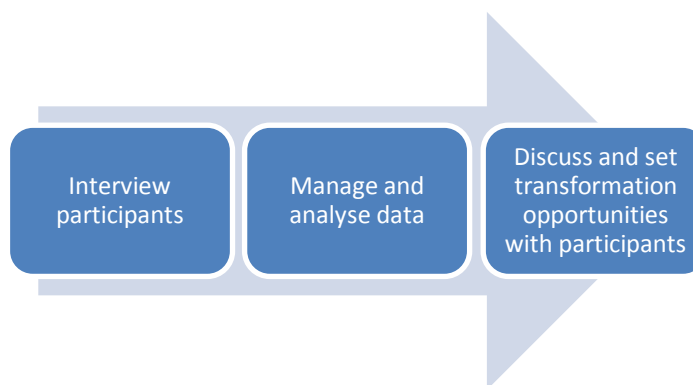 Interview
participants
Manage and
analyse data
Discuss and set
transformation
opportunities
with participants